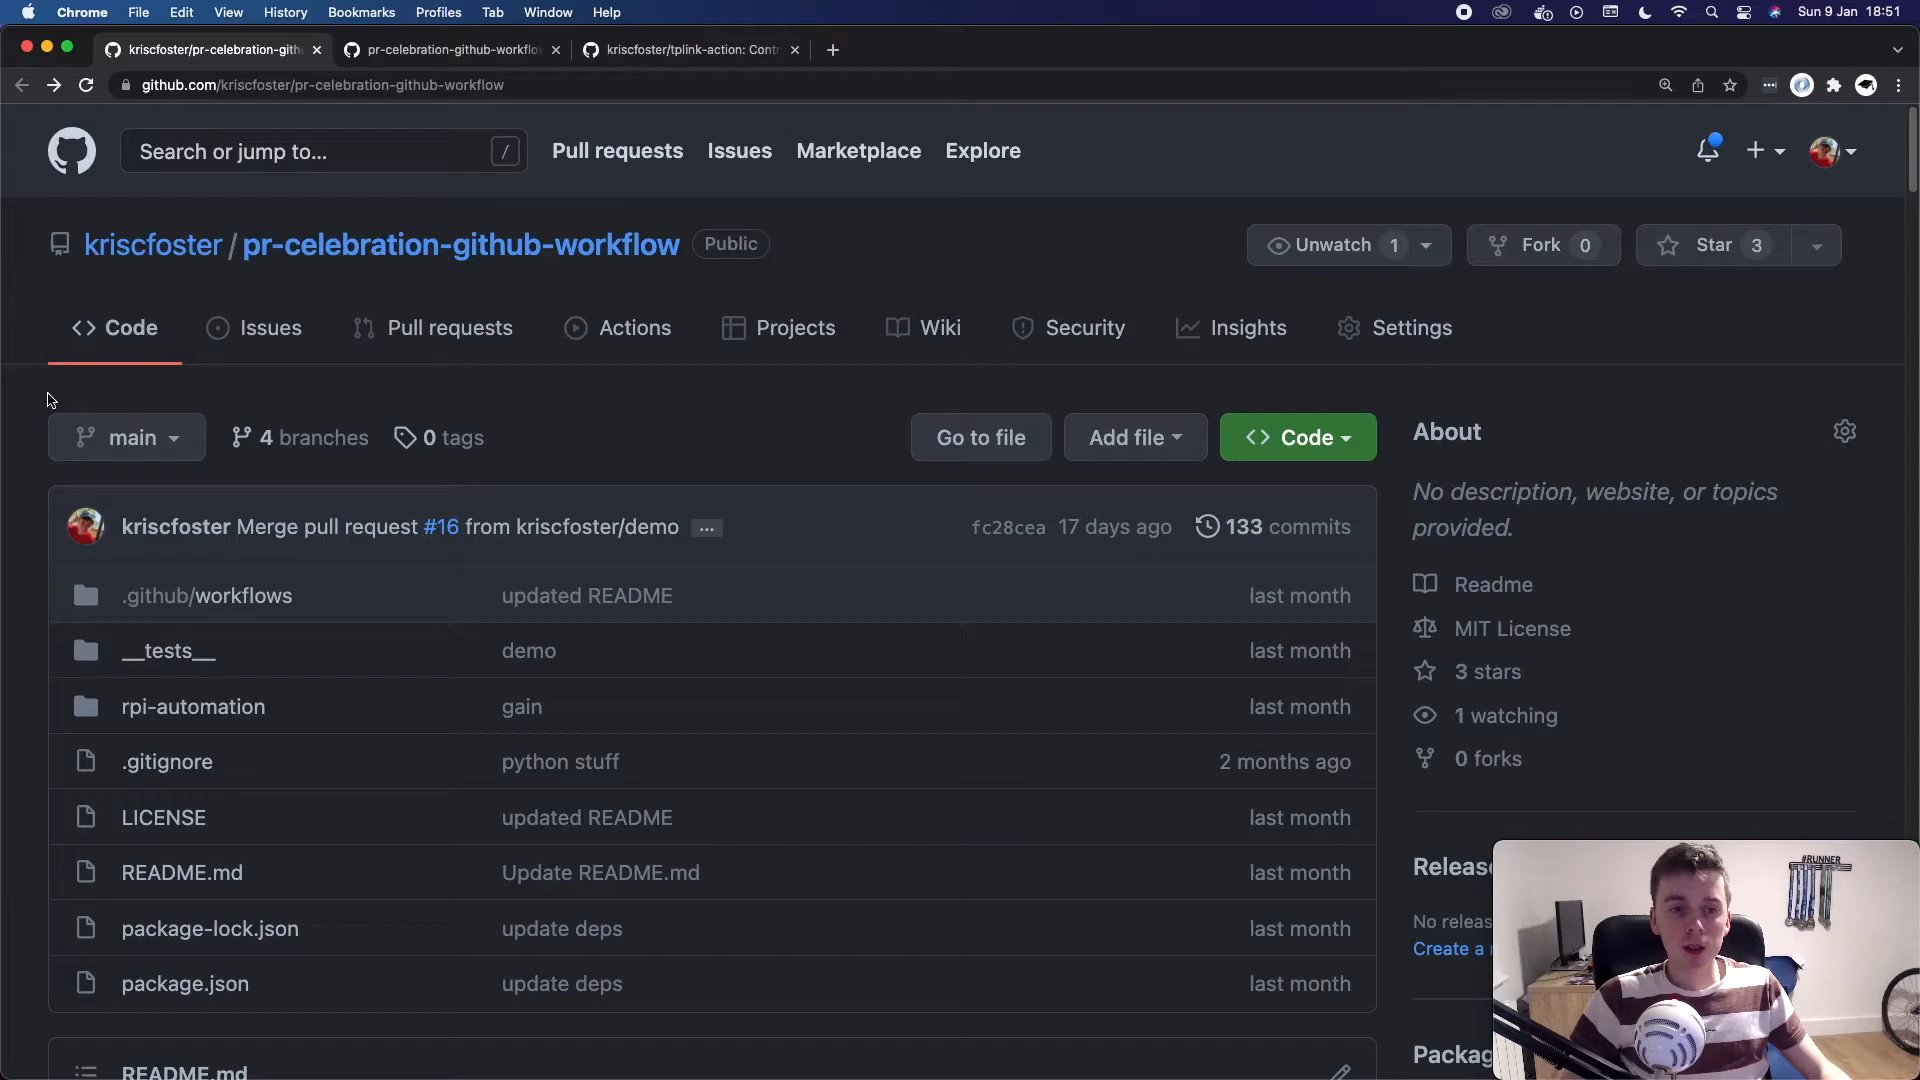 Chrome File Edit View History Bookmarks Profiles Tab Window Help Sun 9 Jan 18:51
kriscfoster/pr-celebration-gith pr-celebration-github-workflo kriscfoster/tplink-action: Cont
github.com/kriscfoster/pr-celebration-github-workflow
Search or jump to... / Pull requests Issues Marketplace Explore
kriscfoster / pr-celebration-github-workflow Public Unwatch 1 Fork 0 Star 3
Code Issues Pull requests Actions Projects Wiki Security Insights Settings
main 4 branches 0 tags Go to file Add file Code
About
No description, website, or topics
provided.
kriscfoster Merge pull request #16 from kriscfoster/demo ... fc28cea 17 days ago 133 commits
.github/workflows updated README last month
__tests__ demo last month
rpi-automation gain last month
.gitignore python stuff 2 months ago
LICENSE updated README last month
README.md Update README.md last month
package-lock.json update deps last month
package.json update deps last month
README.md
Readme
MIT License
3 stars
1 watching
0 forks
Release
No releas
Create a
Packag
#RUNNER